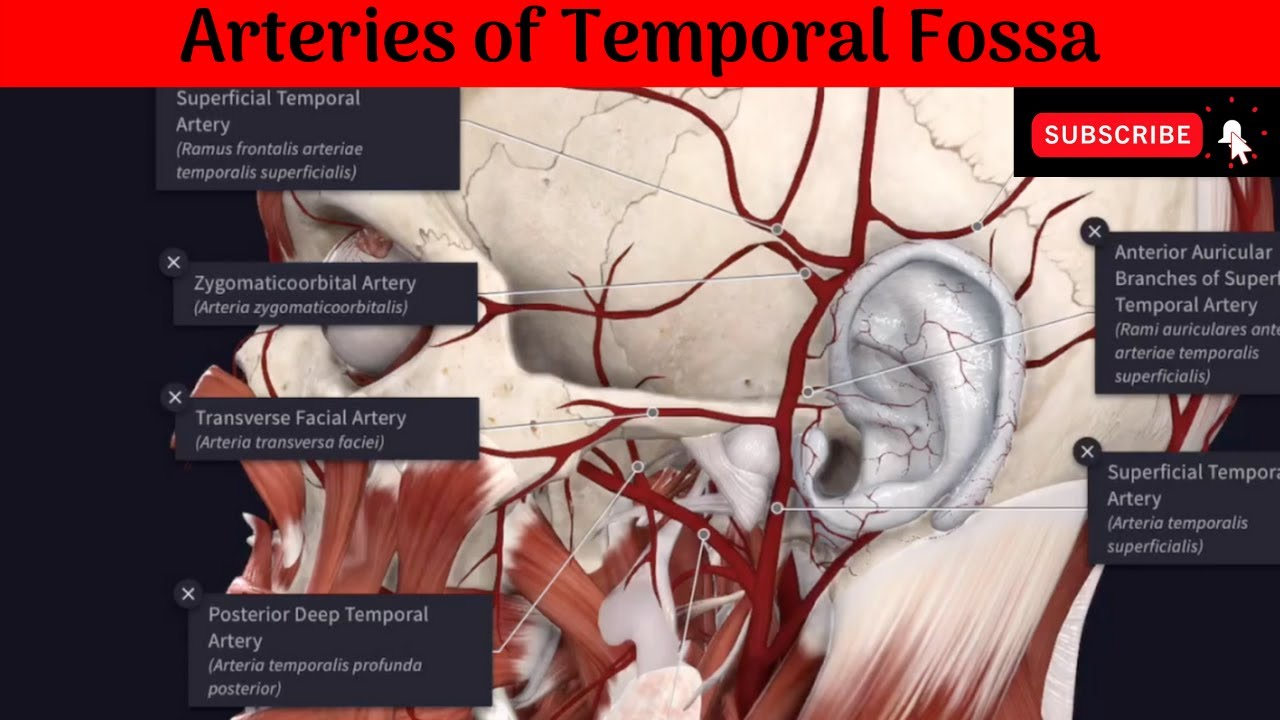 Arteries of Temporal Fossa
SUBSCRIBE
Superficial Temporal
Artery
(Ramus frontalis arteriae
temporalis superficialis)
Zygomaticoorbital Artery
(Arteria zygomaticoorbitalis)
Transverse Facial Artery
(Arteria transversa faciei)
Posterior Deep Temporal
Artery
(Arteria temporalis profunda
posterior)
Anterior Auricular
Branches of Superfi
Temporal Artery
(Rami auriculares ante
arteriae temporalis
superficialis)
Superficial Tempora
Artery
(Arteria temporalis
superficialis)